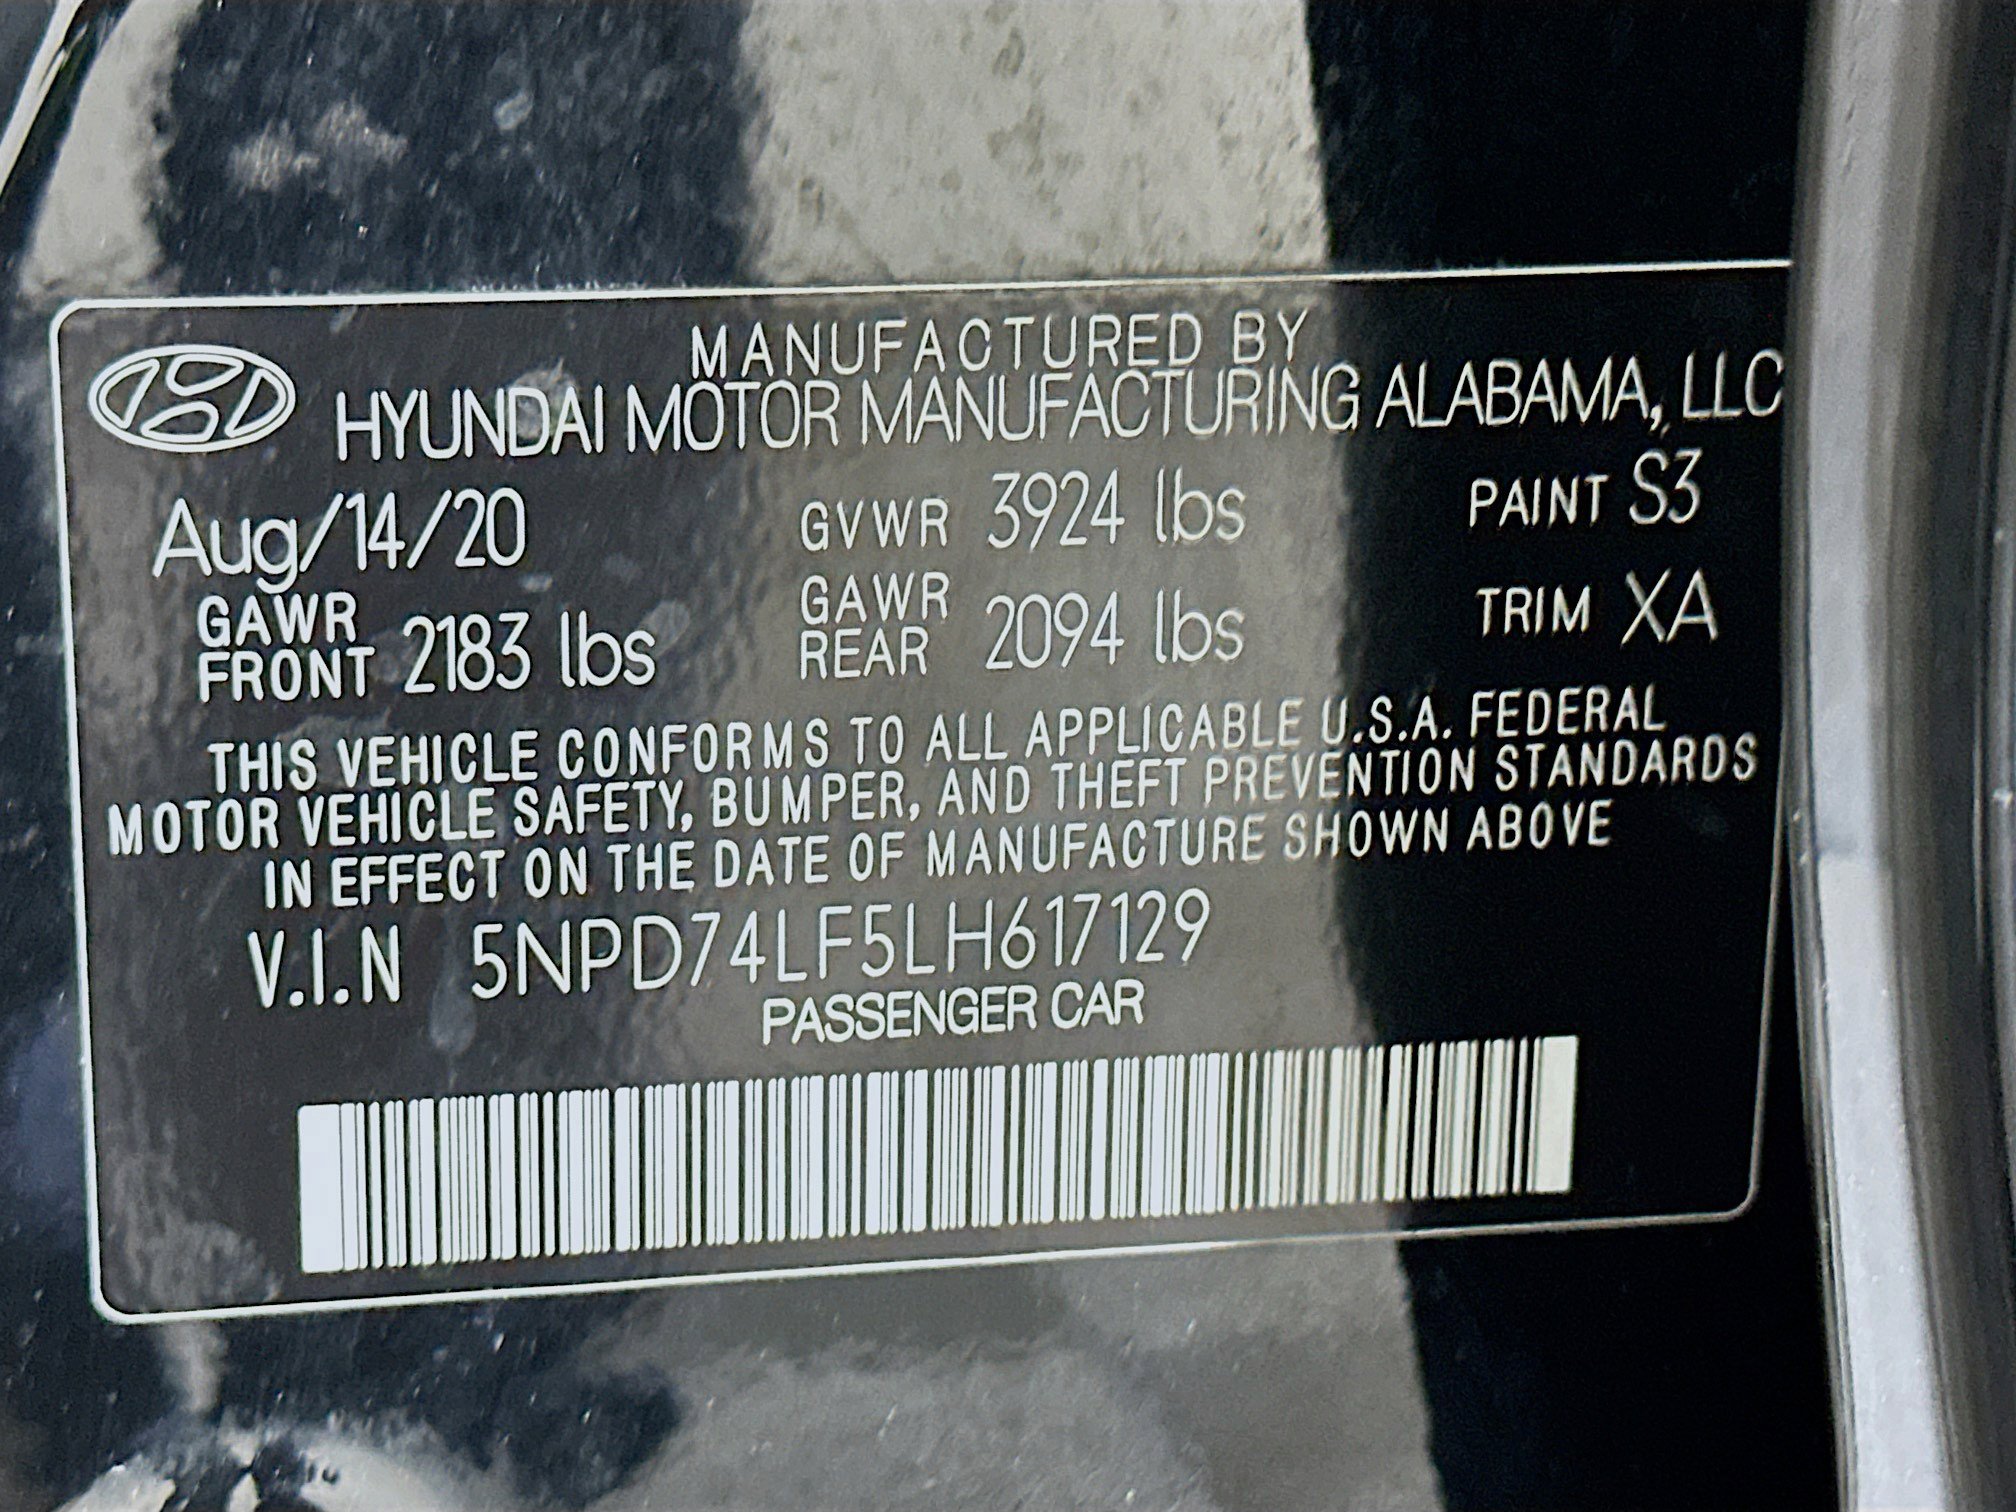 MANUFACTURED BY
HYUNDAI MOTOR MANUFACTURING ALABAMA, LLC
Aug/14/20 GVWR 3924 lbs PAINT S3
GAWR FRONT 2183 lbs GAWR REAR 2094 lbs TRIM XA
THIS VEHICLE CONFORMS TO ALL APPLICABLE U.S.A. FEDERAL
MOTOR VEHICLE SAFETY, BUMPER, AND THEFT PREVENTION STANDARDS
IN EFFECT ON THE DATE OF MANUFACTURE SHOWN ABOVE
V.I.N 5NPD74LF5LH617129
PASSENGER CAR